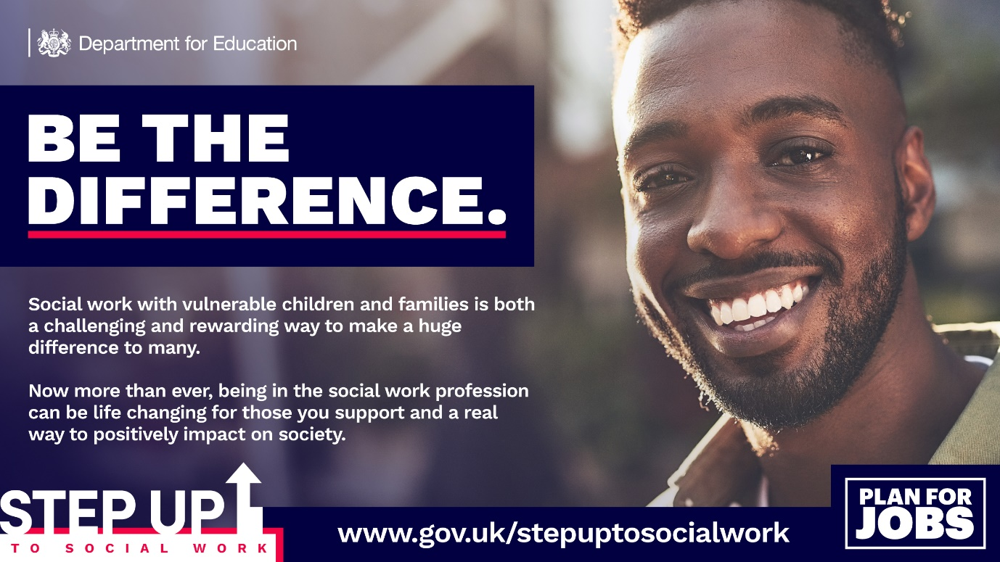 Department for Education
BE THE
DIFFERENCE.
Social work with vulnerable children and families is both
a challenging and rewarding way to make a huge
difference to many.
Now more than ever, being in the social work profession
can be life changing for those you support and a real
way to positively impact on society.
STEP UP
TO SOCIAL WORK
www.gov.uk/stepuptosocialwork
PLAN FOR
JOBS